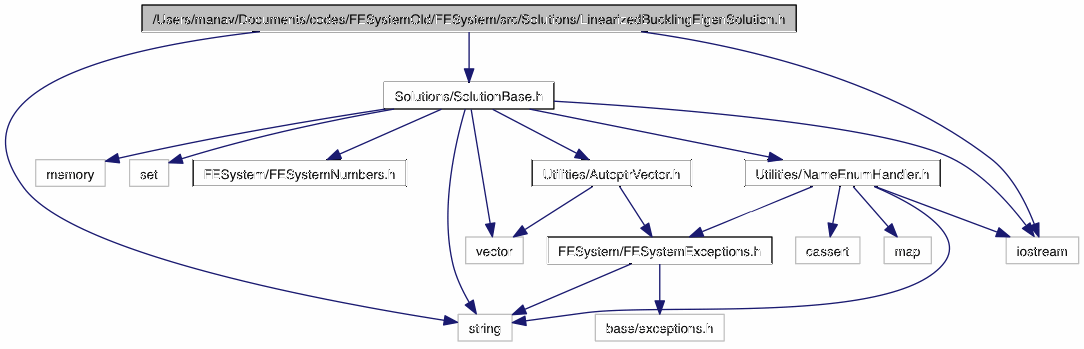 /Users/manav/Documents/codes/FESystemOld/FESystem/src/Solutions/LinearizedBucklingEigenSolution.h
Solutions/SolutionBase.h
memory
set
FESystem/FESystemNumbers.h
Utilities/AutoptrVector.h
Utilities/NameEnumHandler.h
vector
FESystem/FESystemExceptions.h
cassert
map
iostream
string
base/exceptions.h